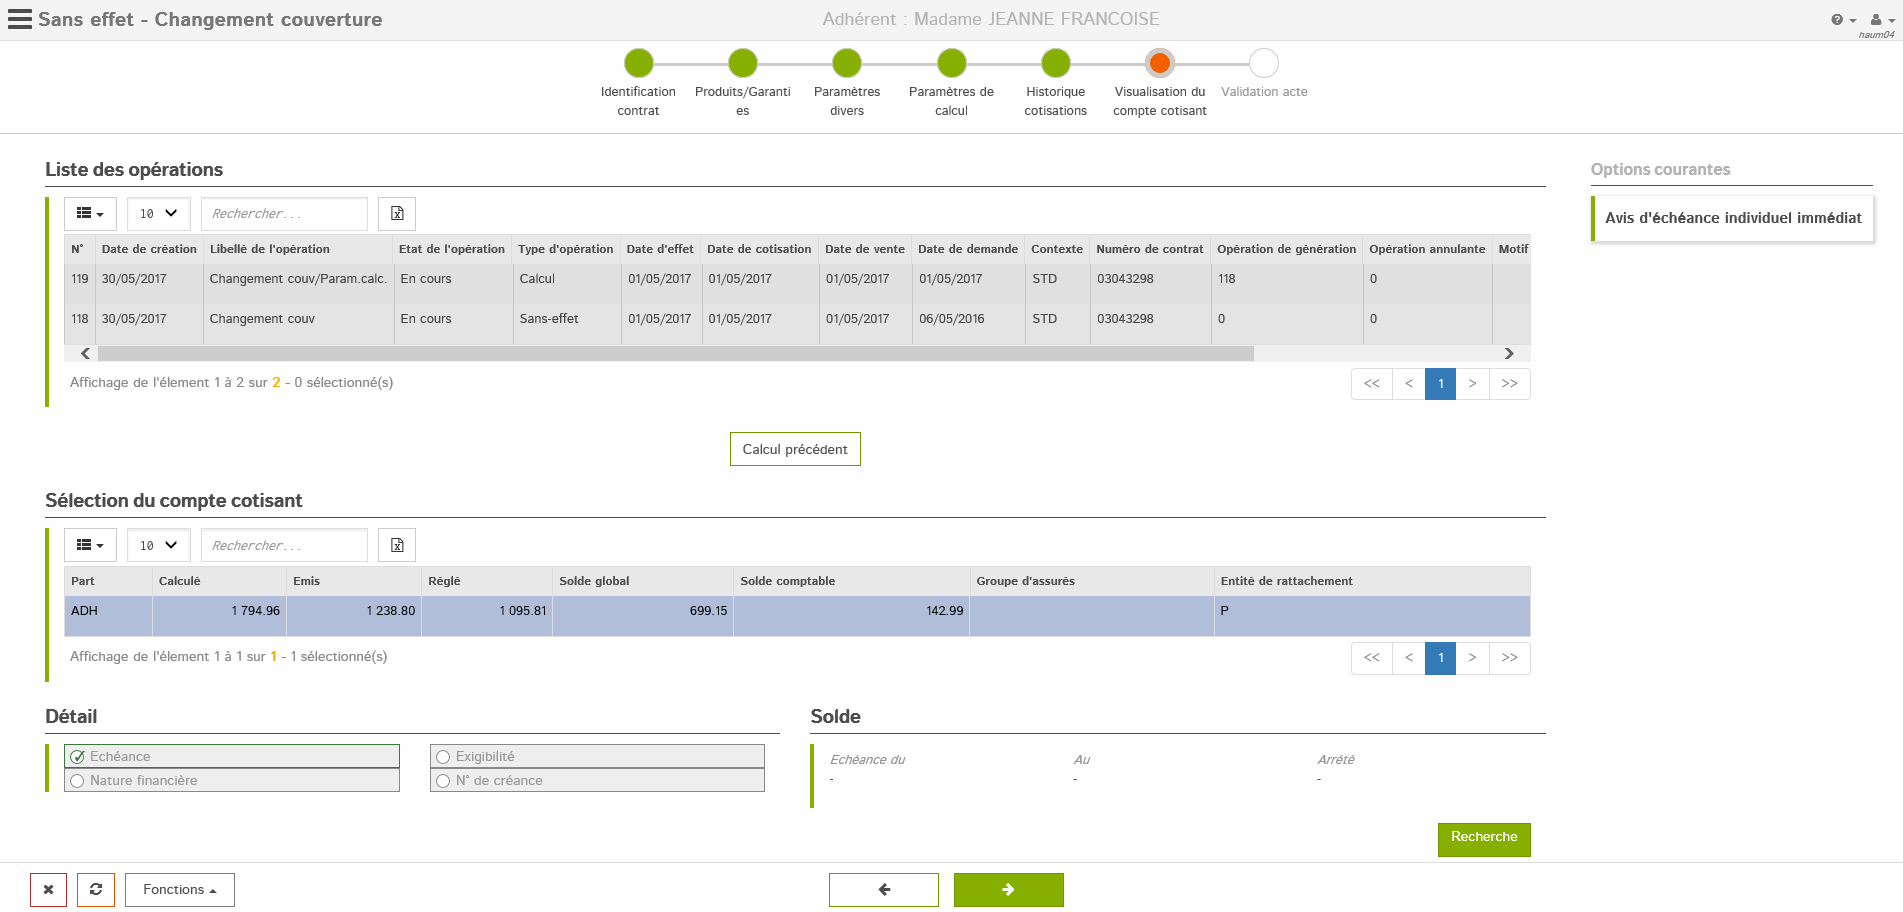 Sans effet - Changement couverture
Adhérent : Madame JEANNE FRANCOISE
haum04
Identification contrat
Produits/Garanti es
Paramètres divers
Paramètres de calcul
Historique cotisations
Visualisation du compte cotisant
Validation acte
Liste des opérations
10 Rechercher...
N° Date de création Libellé de l'opération Etat de l'opération Type d'opération Date d'effet Date de cotisation Date de vente Date de demande Contexte Numéro de contrat Opération de génération Opération annulante Motif
119 30/05/2017 Changement couv/Param.calc. En cours Calcul 01/05/2017 01/05/2017 01/05/2017 01/05/2017 STD 03043298 118 0
118 30/05/2017 Changement couv En cours Sans-effet 01/05/2017 01/05/2017 01/05/2017 06/05/2016 STD 03043298 0 0
Affichage de l'élement 1 à 2 sur 2 - 0 sélectionné(s)
<< < 1 > >>
Calcul précédent
Sélection du compte cotisant
10 Rechercher...
Part Calculé Emis Réglé Solde global Solde comptable Groupe d'assurés Entité de rattachement
ADH 1 794.96 1 238.80 1 095.81 699.15 142.99 P
Affichage de l'élement 1 à 1 sur 1 - 1 sélectionné(s)
<< < 1 > >>
Détail
Echéance Exigibilité
Nature financière N° de créance
Solde
Echéance du Au Arrété
- - -
Recherche
Options courantes
Avis d'échéance individuel immédiat
Fonctions